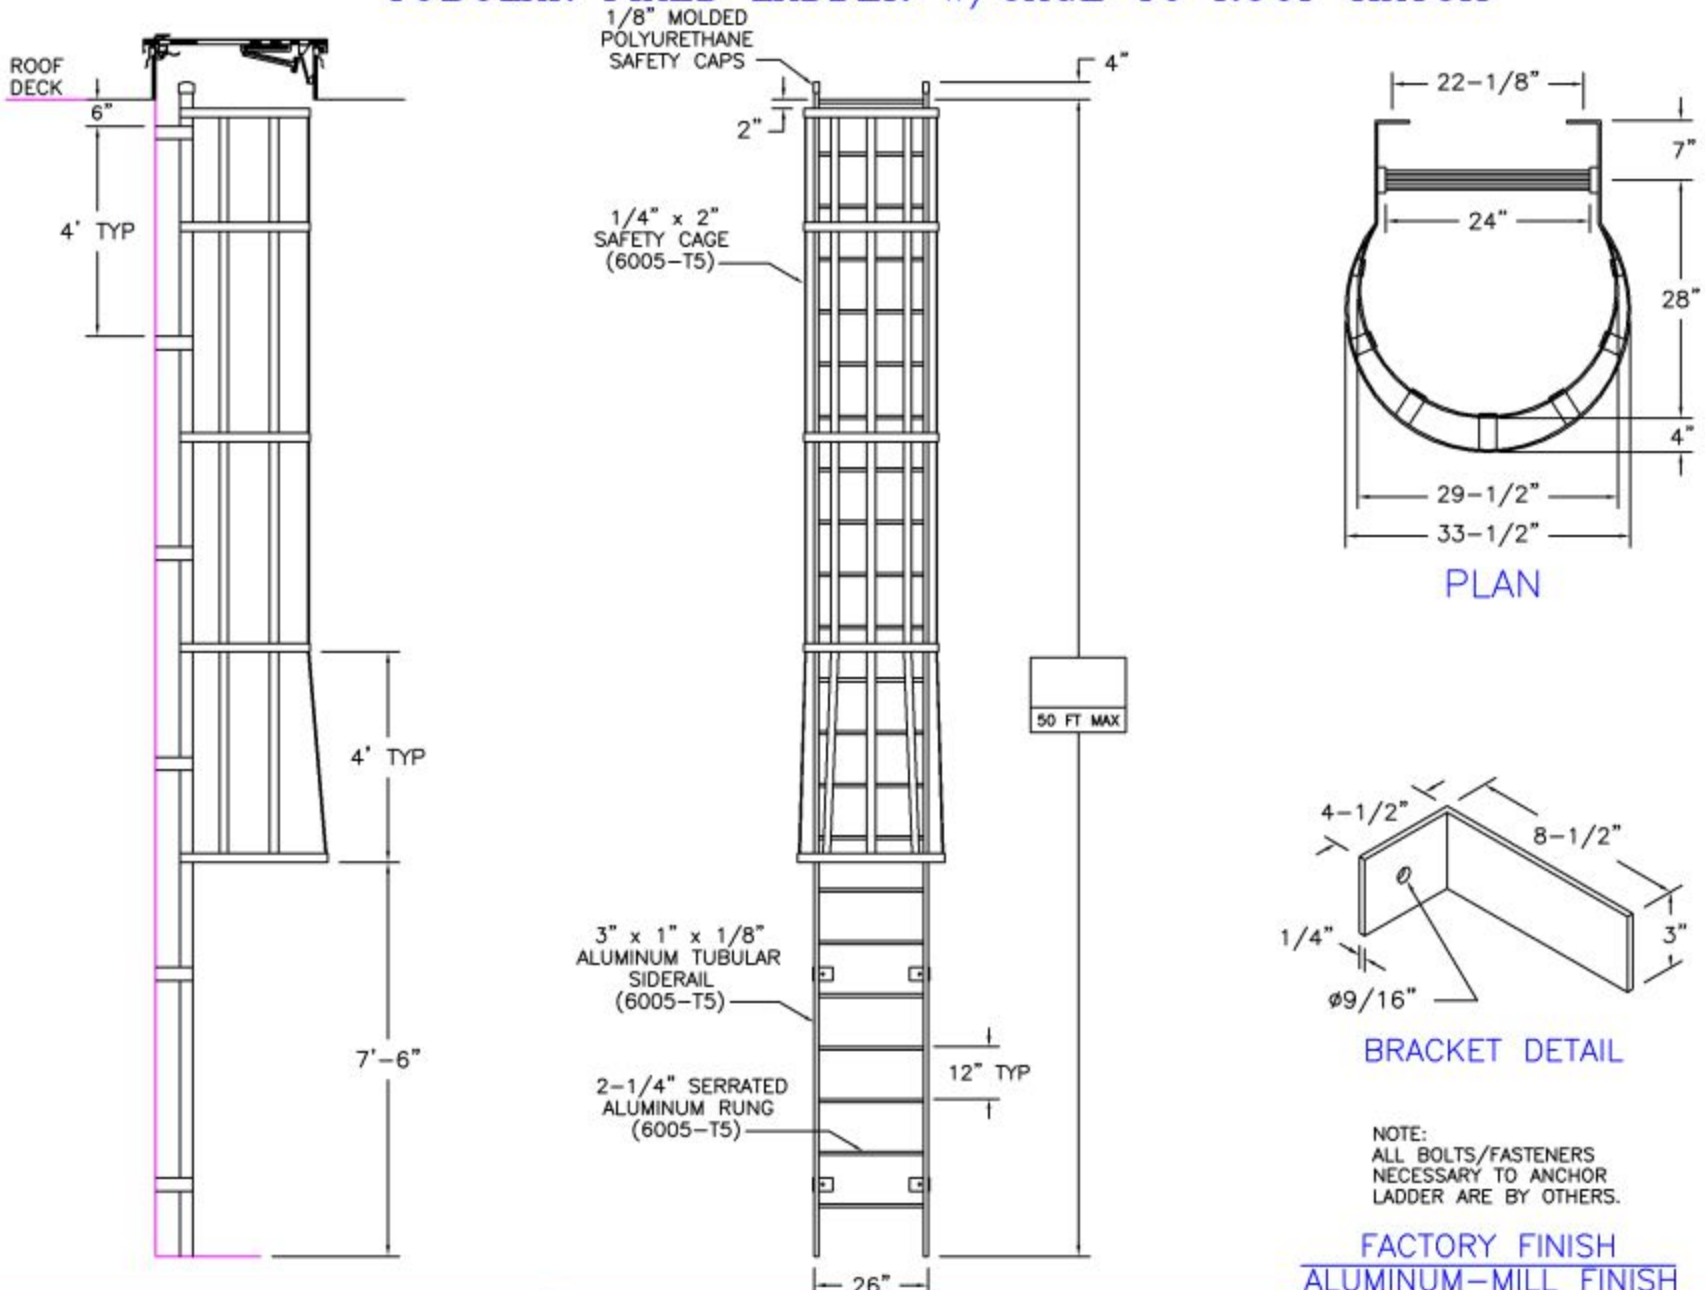 ROOF
DECK
6"
4' TYP
4' TYP
7'-6"
1/8" MOLDED
POLYURETHANE
SAFETY CAPS
4"
2"
1/4" x 2"
SAFETY CAGE
(6005-T5)
50 FT MAX
3" x 1" x 1/8"
ALUMINUM TUBULAR
SIDERAIL
(6005-T5)
12" TYP
2-1/4" SERRATED
ALUMINUM RUNG
(6005-T5)
26"
22-1/8"
7"
24"
28"
4"
29-1/2"
33-1/2"
PLAN
4-1/2"
8-1/2"
1/4"
3"
ø9/16"
BRACKET DETAIL
NOTE:
ALL BOLTS/FASTENERS
NECESSARY TO ANCHOR
LADDER ARE BY OTHERS.
FACTORY FINISH
ALUMINUM-MILL FINISH